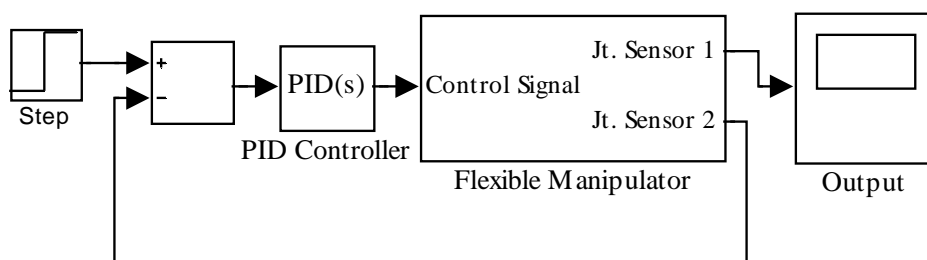 Step
+
−
PID(s)
PID Controller
Control Signal
Jt. Sensor 1
Jt. Sensor 2
Flexible Manipulator
Output